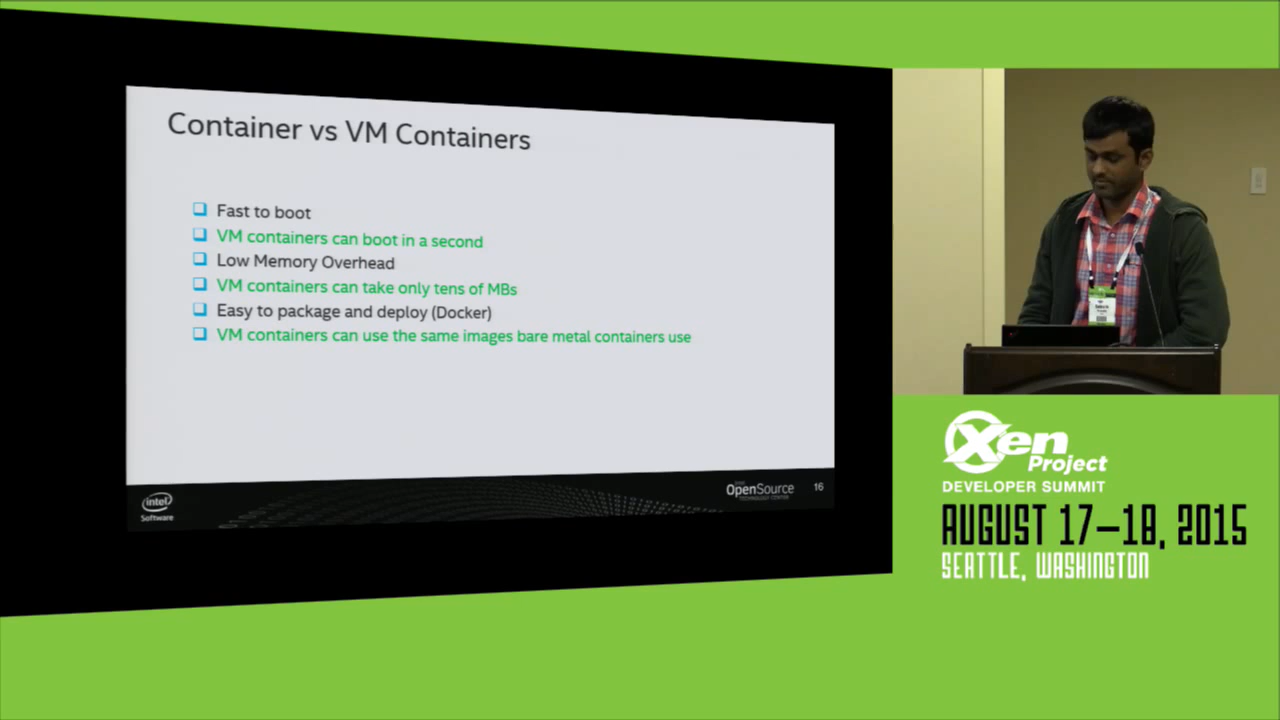 Container vs VM Containers
Fast to boot
VM containers can boot in a second
Low Memory Overhead
VM containers can take only tens of MBs
Easy to package and deploy (Docker)
VM containers can use the same images bare metal containers use
intel
Software
OpenSource
TECHNOLOGY CENTER
16
Xen
Project
DEVELOPER SUMMIT
AUGUST 17–18, 2015
SEATTLE, WASHINGTON